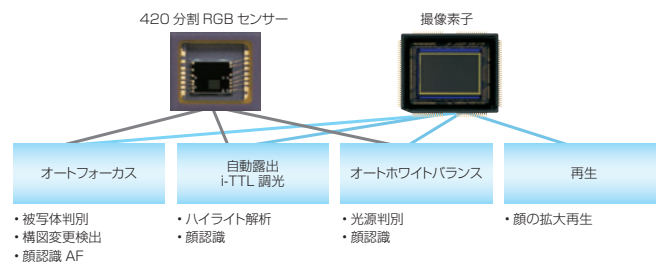 420 分割 RGB センサー
撮像素子
オートフォーカス
自動露出
i-TTL 調光
オートホワイトバランス
再生
・被写体判別
・構図変更検出
・顔認識 AF
・ハイライト解析
・顔認識
・光源判別
・顔認識
・顔の拡大再生